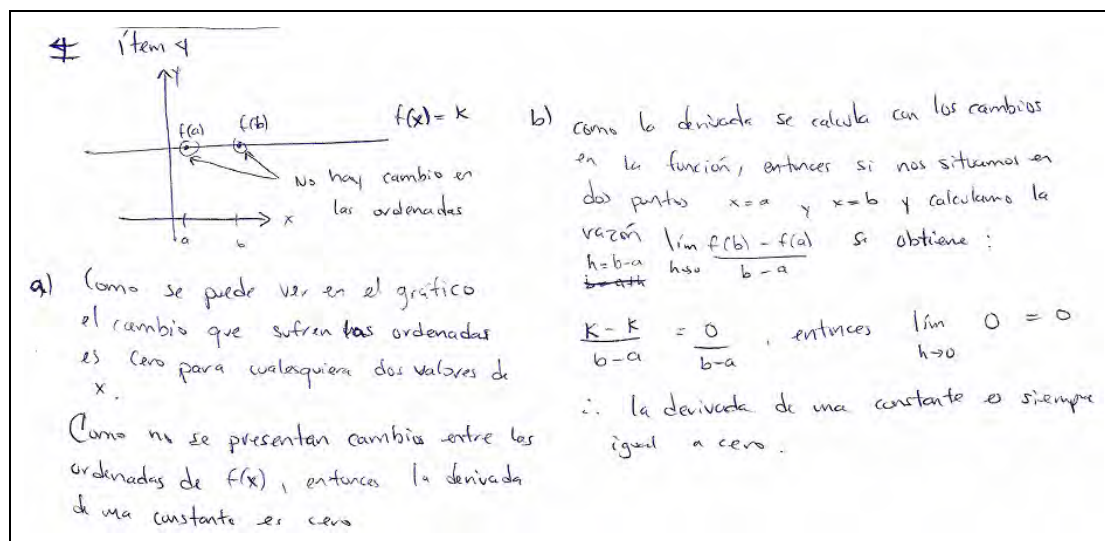 4 ítem 4
y
f(a) f(b) f(x) = K
No hay cambio en
las ordenadas
x
a b
a) Como se puede ver en el gráfico
el cambio que sufren las ordenadas
es cero para cualesquiera dos valores de
x.
Como no se presentan cambio entre las
ordenadas de f(x), entonces la derivada
de una constante es cero
b) como la derivada se calcula con los cambios
en la función, entonces si nos situamos en
dos puntos x=a y x=b y calculamo la
razón lím f(b) - f(a) se obtiene :
h=b-a h→0 b-a
K-K = 0 , entonces lím 0 = 0
b-a b-a h→0
∴ la derivada de una constante es siempre
igual a cero.